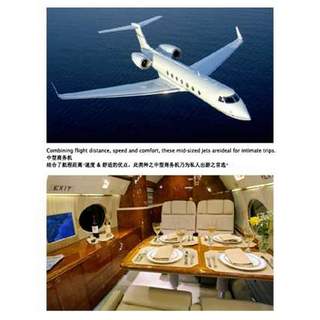 Combining flight distance, speed and comfort, these mid-sized jets areideal for intimate trips.
中型商务机
结合了航程距离，速度 & 舒适的优点，此类种之中型商务机乃为私人出游之首选。
EXIT